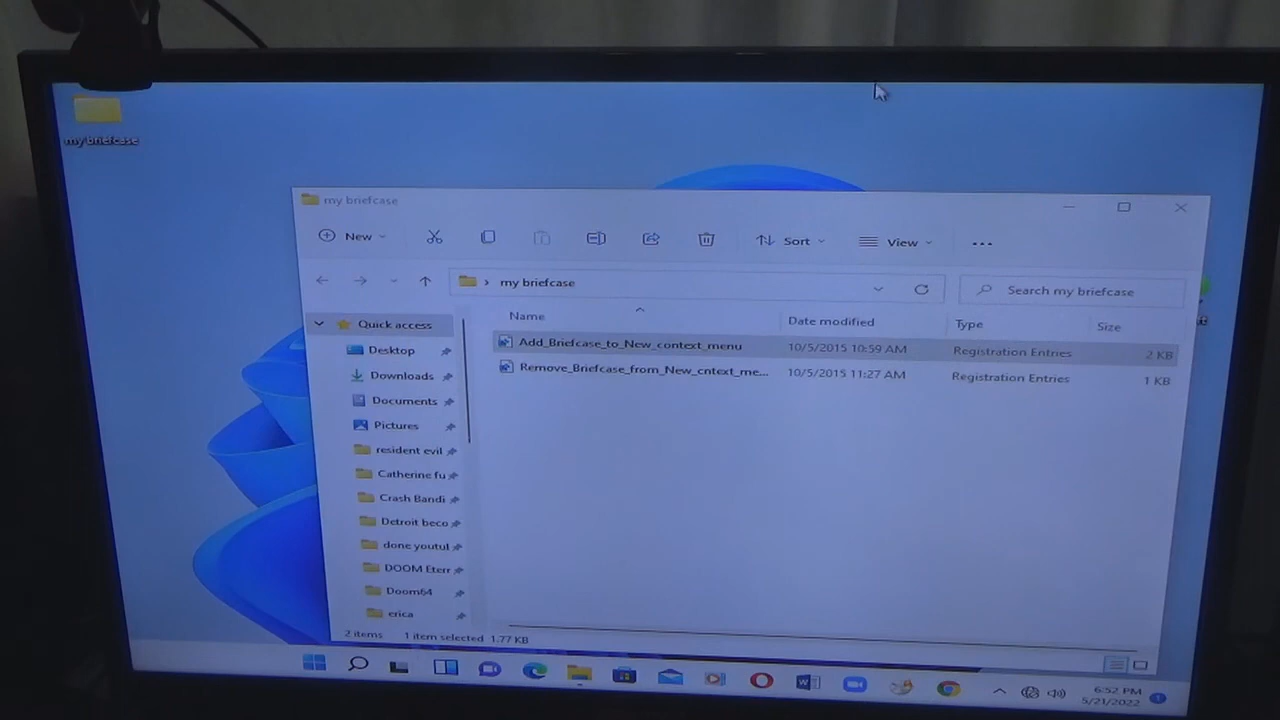 my briefcase
my briefcase
New
Sort
View
my briefcase
Search my briefcase
Name
Date modified
Type
Size
Quick access
Add_Briefcase_to_New_context_menu
10/5/2015 10:59 AM
Registration Entries
2 KB
Desktop
Remove_Briefcase_from_New_cntext_me...
10/5/2015 11:27 AM
Registration Entries
1 KB
Downloads
Documents
Pictures
resident evil
Catherine fu
Crash Bandi
Detroit beco
done youtul
DOOM Eterr
Doom64
erica
2 items
1 item selected 1.77 KB
6:52 PM
5/21/2022